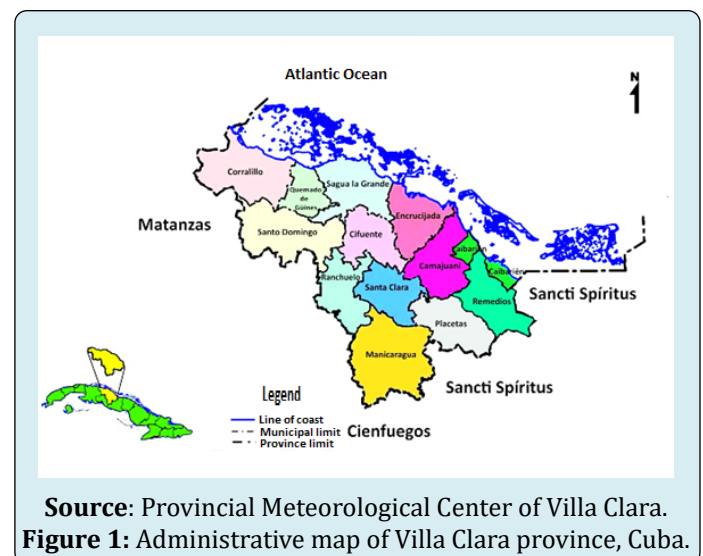 Atlantic Ocean
N
Corralillo
Quemado
de
Güines
Sagua la Grande
Matanzas
Encrucijada
Santo Domingo
Cifuente
Caibarién
Camajuani
Caibarién
Ranchuelo
Santa Clara
Remedios
Sancti Spíritus
Placetas
Manicaragua
Sancti Spíritus
Legend
Line of coast
Municipal limit
Province limit
Cienfuegos
Source: Provincial Meteorological Center of Villa Clara.
Figure 1: Administrative map of Villa Clara province, Cuba.